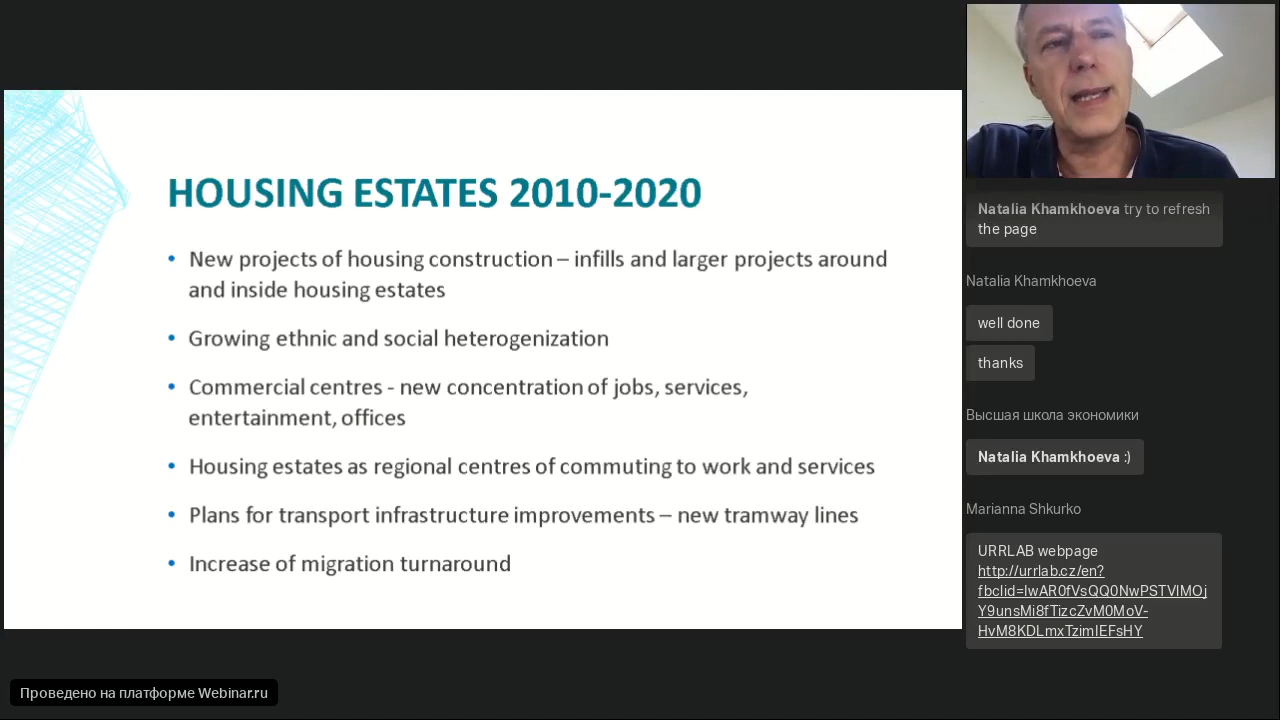 HOUSING ESTATES 2010-2020
• New projects of housing construction – infills and larger projects around
and inside housing estates
• Growing ethnic and social heterogenization
• Commercial centres - new concentration of jobs, services,
entertainment, offices
• Housing estates as regional centres of commuting to work and services
• Plans for transport infrastructure improvements – new tramway lines
• Increase of migration turnaround
Natalia Khamkhoeva try to refresh
the page
Natalia Khamkhoeva
well done
thanks
Высшая школа экономики
Natalia Khamkhoeva :)
Marianna Shkurko
URRLAB webpage
http://urrlab.cz/en?
fbclid=IwAR0fVsQQ0NwPSTVlMOj
Y9unsMi8fTizcZvM0MoV-
HvM8KDLmxTzimIEFsHY
Проведено на платформе Webinar.ru